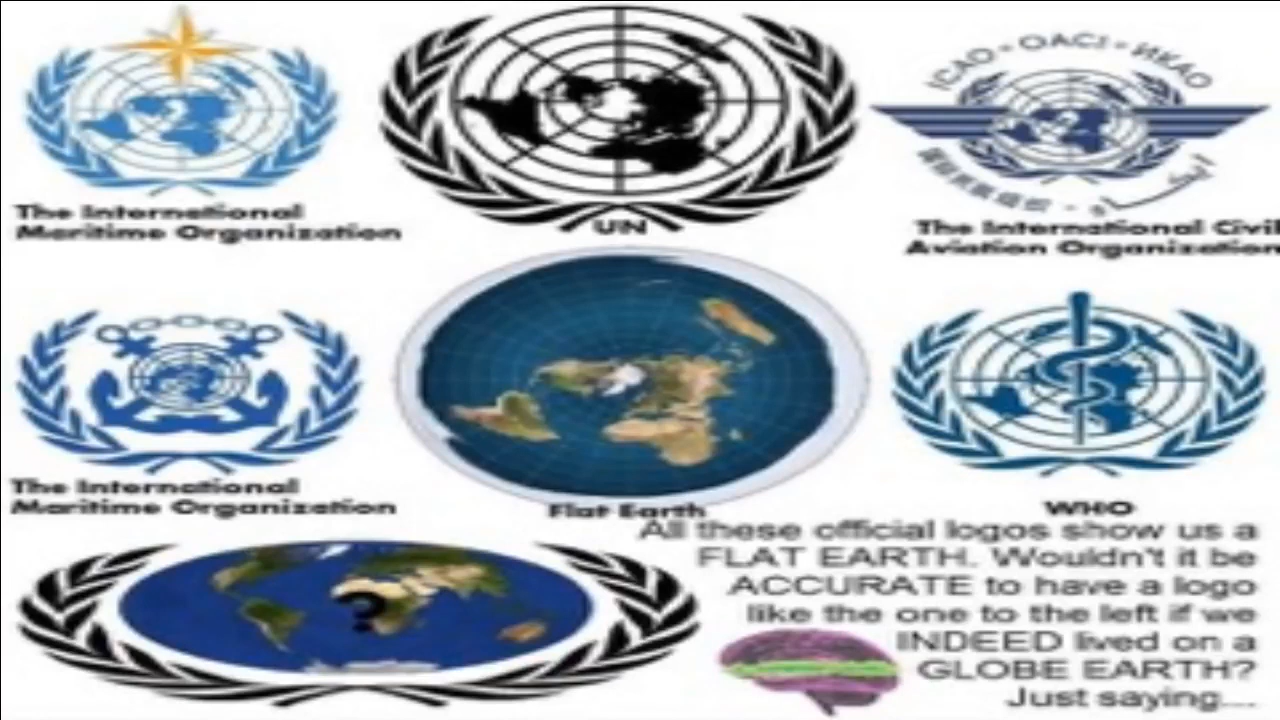 ICAO · OACI · ИКАО
The International
Maritime Organization
UN
The International Civil
Aviation Organization
The International
Maritime Organization
Flat Earth
WHO
?
All these official logos show us a
FLAT EARTH. Wouldn't it be
ACCURATE to have a logo
like the one to the left if we
INDEED lived on a
GLOBE EARTH?
Just saying...